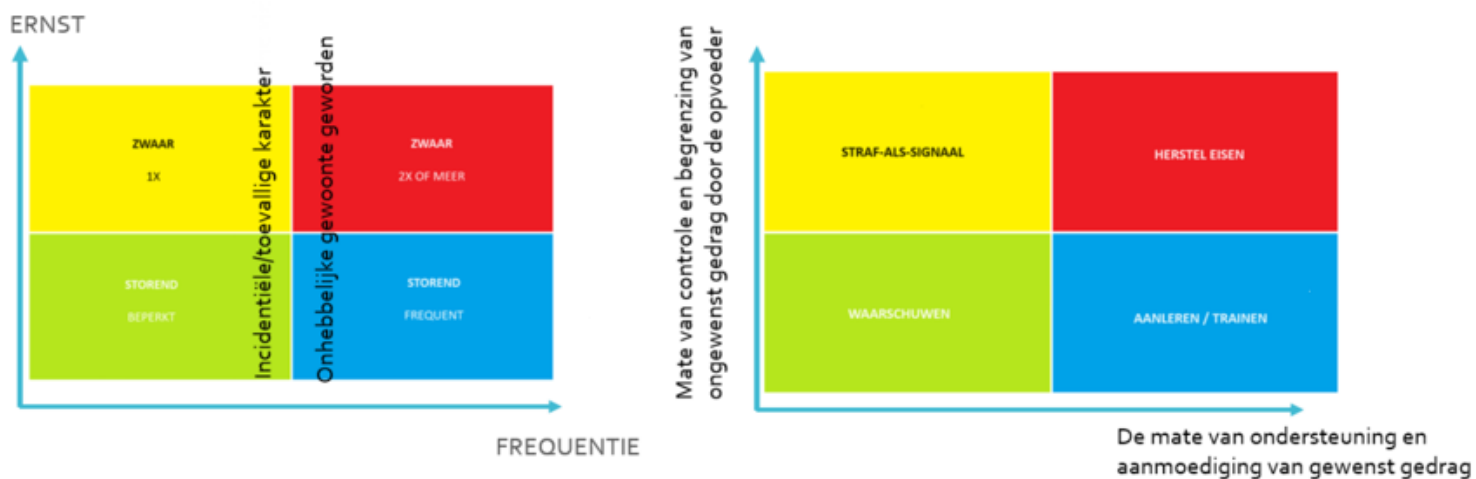 ERNST
ZWAAR
1X
Incidentiële/toevallige karakter
Onhebbelijke gewoonte geworden
ZWAAR
2X OF MEER
STOREND
BEPERKT
STOREND
FREQUENT
FREQUENTIE
Mate van controle en begrenzing van
ongewenst gedrag door de opvoeder
STRAF-ALS-SIGNAAL
HERSTEL EISEN
WAARSCHUWEN
AANLEREN / TRAINEN
De mate van ondersteuning en
aanmoediging van gewenst gedrag